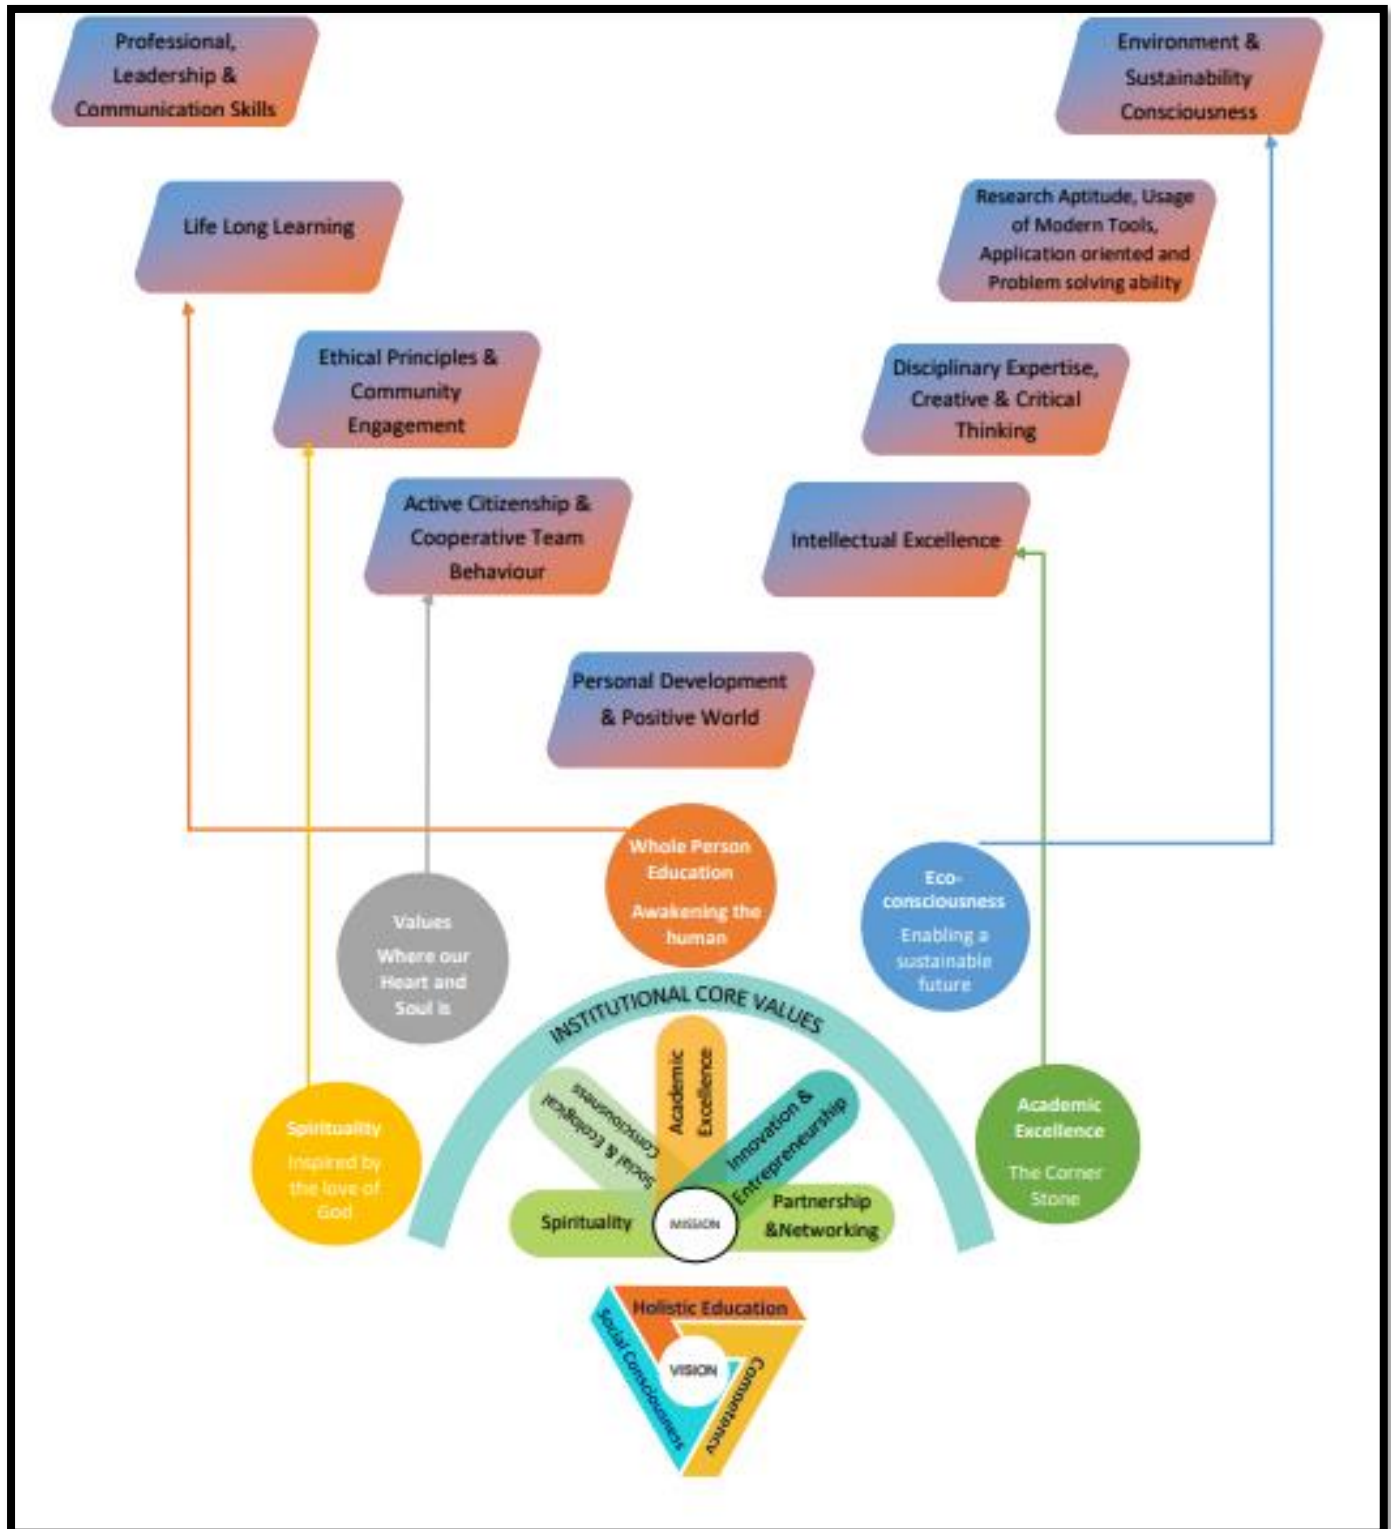 Professional,
Leadership &
Communication Skills
Environment &
Sustainability
Consciousness
Life Long Learning
Research Aptitude, Usage
of Modern Tools,
Application oriented and
Problem solving ability
Ethical Principles &
Community
Engagement
Disciplinary Expertise,
Creative & Critical
Thinking
Active Citizenship &
Cooperative Team
Behaviour
Intellectual Excellence
Personal Development
& Positive World
Whole Person
Education
Awakening the
human
Values
Where our
Heart and
Soul is
Eco-
consciousness
Enabling a
sustainable
future
INSTITUTIONAL CORE VALUES
Spirituality
Inspired by
the love of
God
Academic
Excellence
The Corner
Stone
Spirituality
Social & Ecological
Consciousness
Academic
Excellence
Innovation &
Entrepreneurship
Partnership
&Networking
MISSION
Holistic Education
Social Consciousness
Competency
VISION